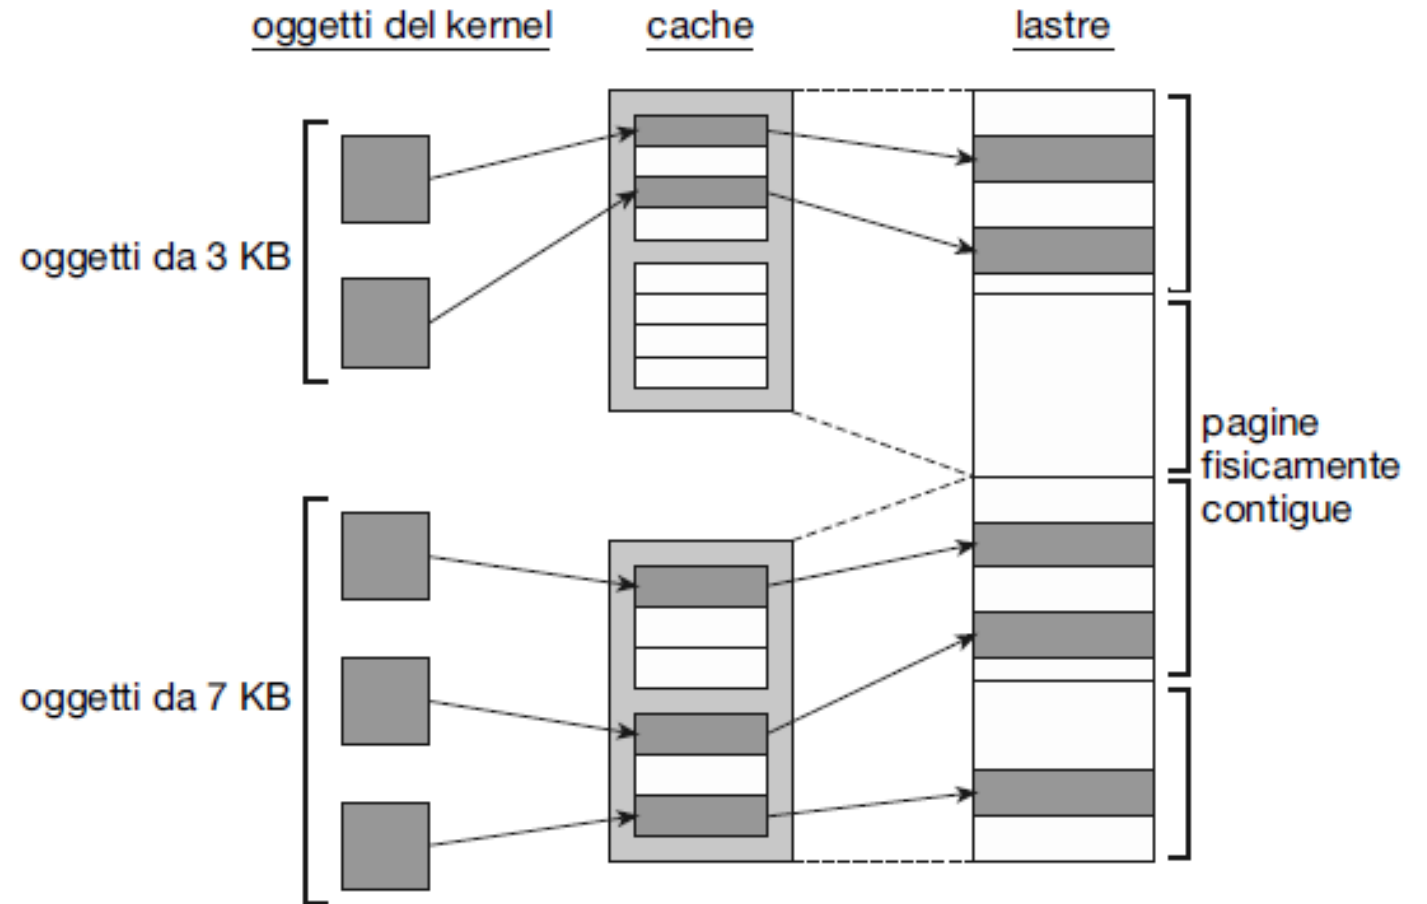 oggetti del kernel
cache
lastre
oggetti da 3 KB
pagine
fisicamente
contigue
oggetti da 7 KB